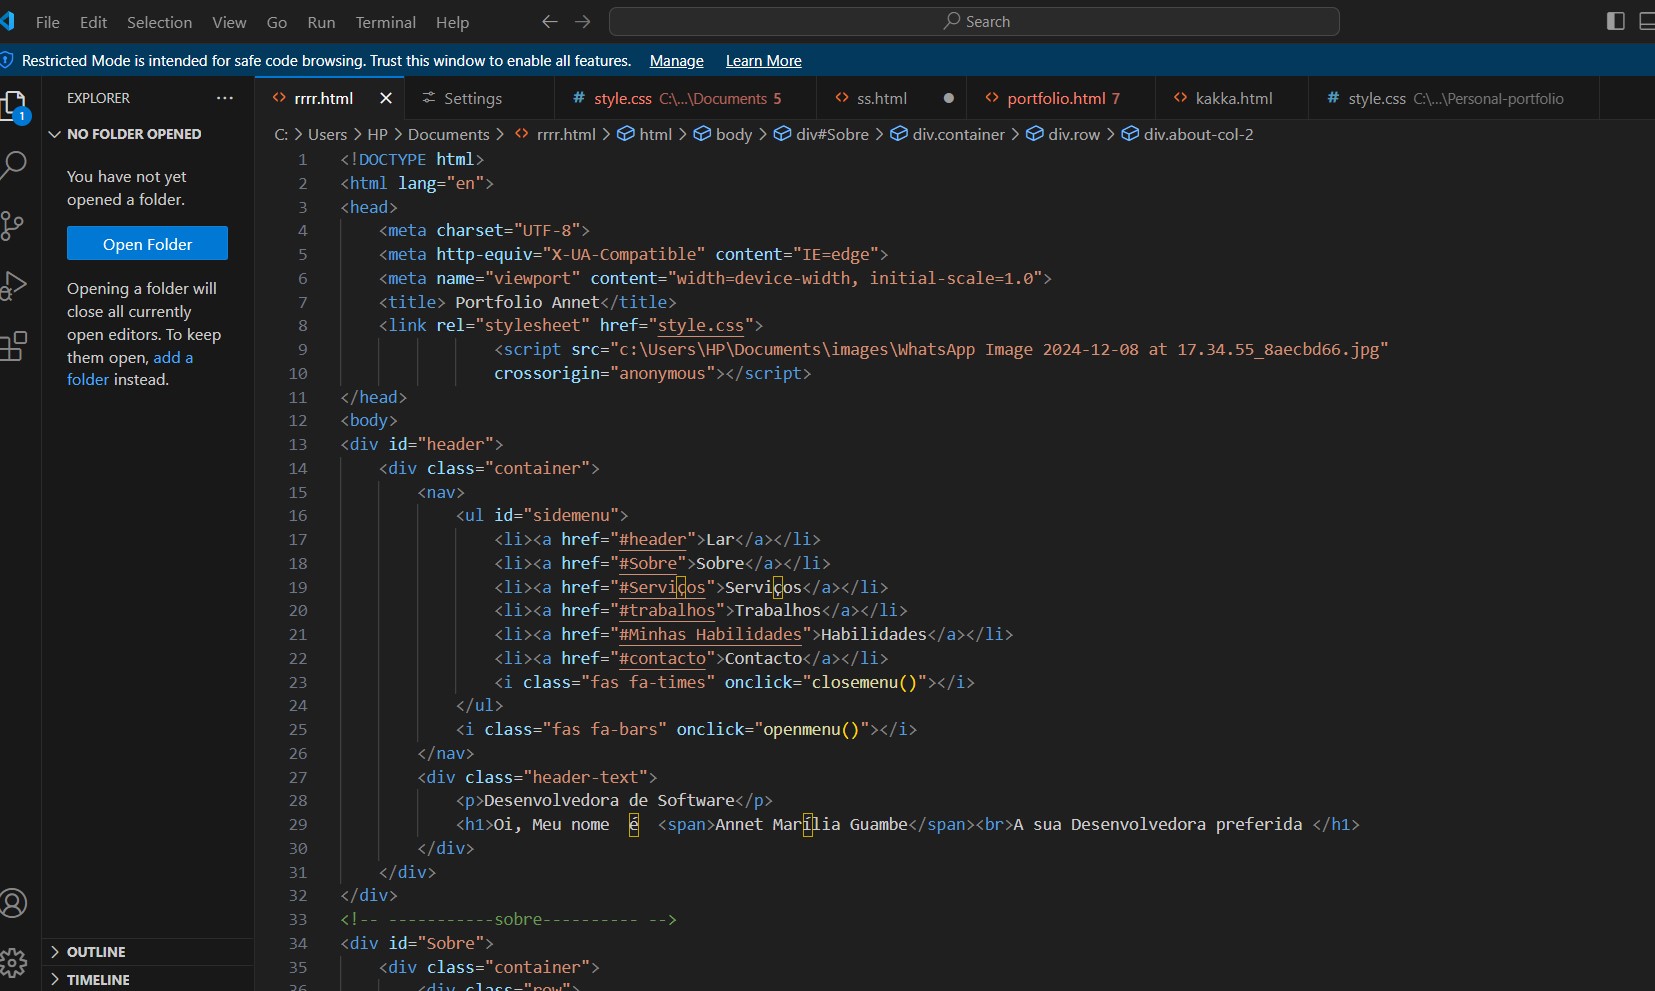 File Edit Selection View Go Run Terminal Help
Search
Restricted Mode is intended for safe code browsing. Trust this window to enable all features. Manage Learn More
1
EXPLORER
NO FOLDER OPENED
You have not yet
opened a folder.
Open Folder
Opening a folder will
close all currently
open editors. To keep
them open, add a
folder instead.
OUTLINE
TIMELINE
rrrr.html Settings # style.css C:\...\Documents 5 ss.html portfolio.html 7 kakka.html # style.css C:\...\Personal-portfolio
C: > Users > HP > Documents > rrrr.html > html > body > div#Sobre > div.container > div.row > div.about-col-2
1 <!DOCTYPE html>
2 <html lang="en">
3 <head>
4 <meta charset="UTF-8">
5 <meta http-equiv="X-UA-Compatible" content="IE=edge">
6 <meta name="viewport" content="width=device-width, initial-scale=1.0">
7 <title> Portfolio Annet</title>
8 <link rel="stylesheet" href="style.css">
9 <script src="c:\Users\HP\Documents\images\WhatsApp Image 2024-12-08 at 17.34.55_8aecbd66.jpg"
10 crossorigin="anonymous"></script>
11 </head>
12 <body>
13 <div id="header">
14 <div class="container">
15 <nav>
16 <ul id="sidemenu">
17 <li><a href="#header">Lar</a></li>
18 <li><a href="#Sobre">Sobre</a></li>
19 <li><a href="#Serviços">Serviços</a></li>
20 <li><a href="#trabalhos">Trabalhos</a></li>
21 <li><a href="#Minhas Habilidades">Habilidades</a></li>
22 <li><a href="#contacto">Contacto</a></li>
23 <i class="fas fa-times" onclick="closemenu()"></i>
24 </ul>
25 <i class="fas fa-bars" onclick="openmenu()"></i>
26 </nav>
27 <div class="header-text">
28 <p>Desenvolvedora de Software</p>
29 <h1>Oi, Meu nome  é  <span>Annet Marília Guambe</span><br>A sua Desenvolvedora preferida </h1>
30 </div>
31 </div>
32 </div>
33 <!-- -----------sobre---------- -->
34 <div id="Sobre">
35 <div class="container">
36 <div class="row">